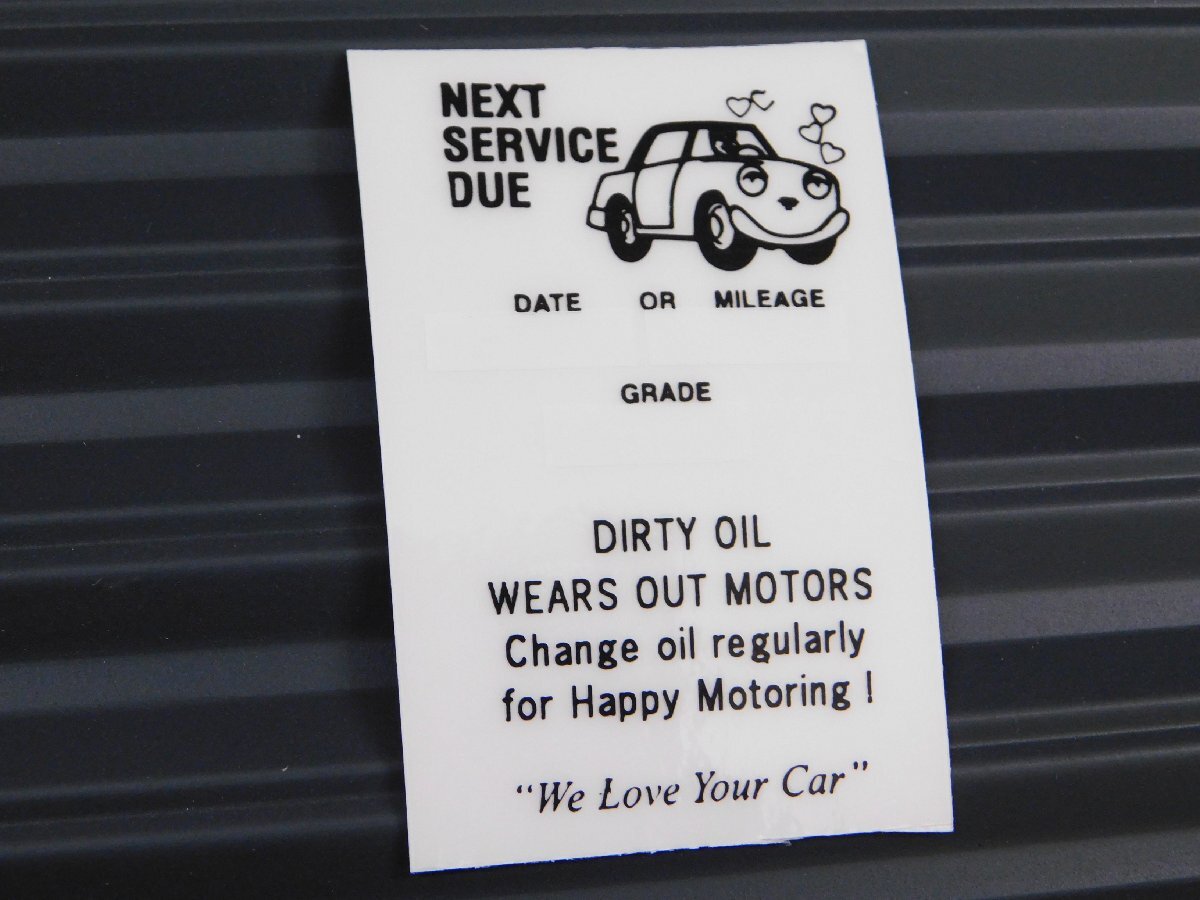 NEXT
SERVICE
DUE
DATE OR MILEAGE
GRADE
DIRTY OIL
WEARS OUT MOTORS
Change oil regularly
for Happy Motoring !
"We Love Your Car"